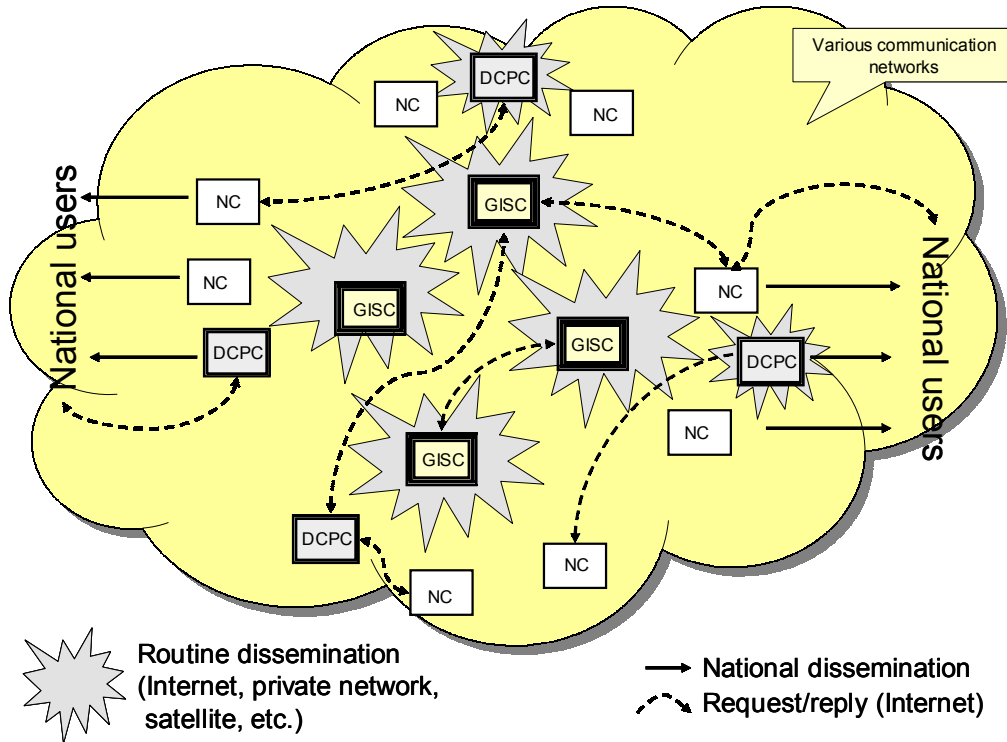 Various communication
networks
DCPC
NC
NC
NC
GISC
National users
NC
GISC
NC
National users
DCPC
GISC
DCPC
NC
GISC
DCPC
NC
NC
Routine dissemination
(Internet, private network,
satellite, etc.)
National dissemination
Request/reply (Internet)